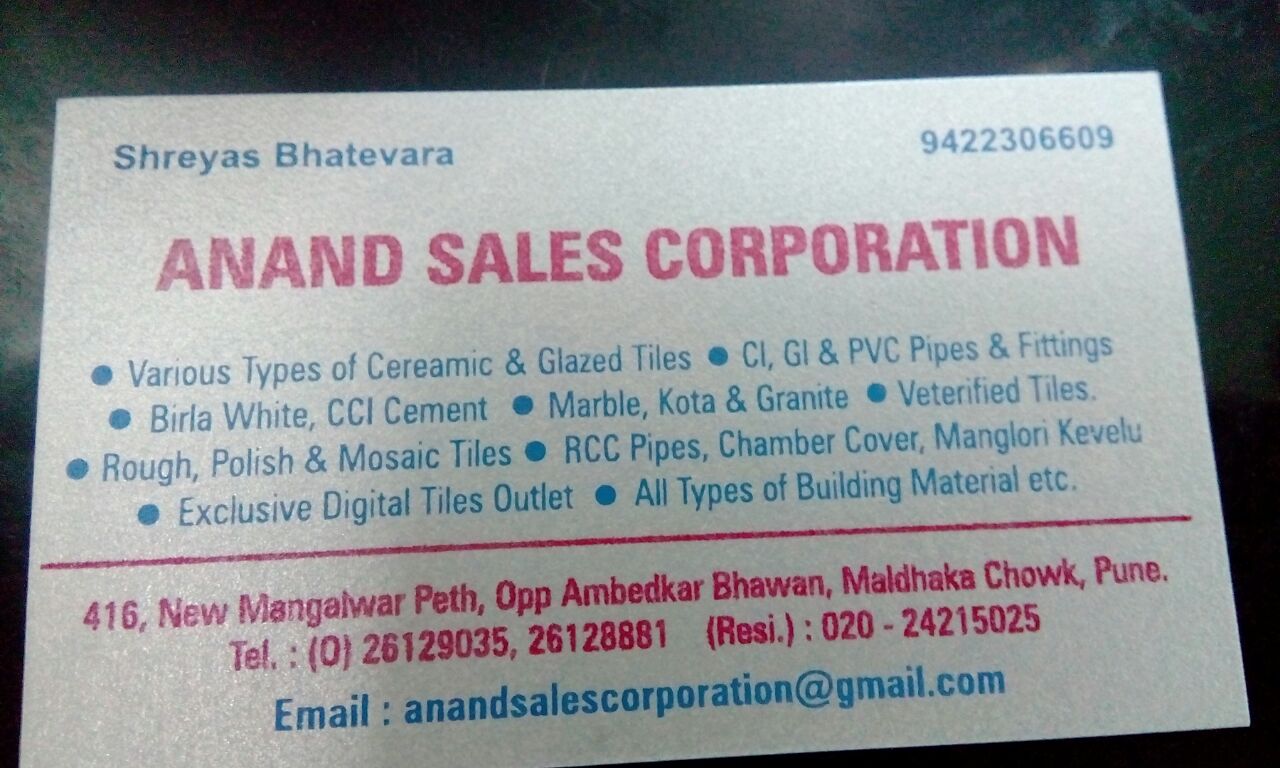 Shreyas Bhatevara 9422306609
ANAND SALES CORPORATION
● Various Types of Cereamic & Glazed Tiles ● CI, GI & PVC Pipes & Fittings
● Birla White, CCI Cement ● Marble, Kota & Granite ● Veterified Tiles.
● Rough, Polish & Mosaic Tiles ● RCC Pipes, Chamber Cover, Manglori Kevelu
● Exclusive Digital Tiles Outlet ● All Types of Building Material etc.
416, New Mangalwar Peth, Opp Ambedkar Bhawan, Maldhaka Chowk, Pune.
Tel. : (O) 26129035, 26128881 (Resi.) : 020 - 24215025
Email : anandsalescorporation@gmail.com